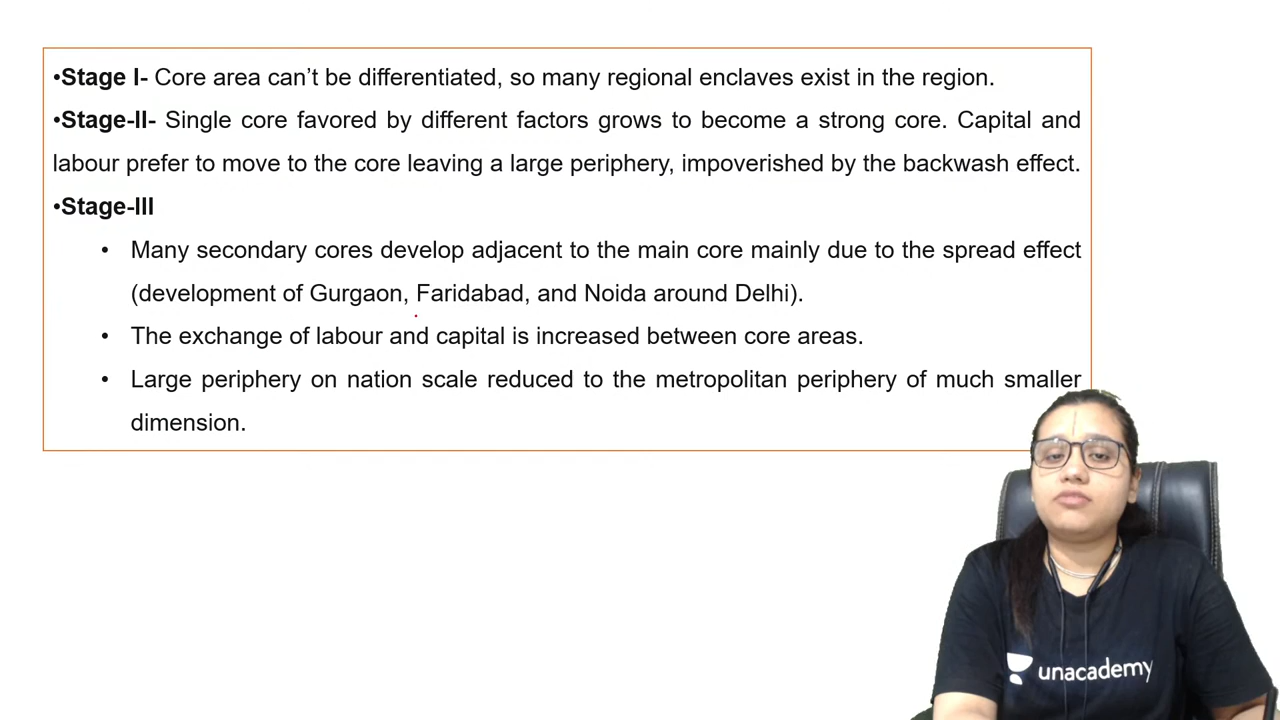 •Stage I- Core area can’t be differentiated, so many regional enclaves exist in the region.
•Stage-II- Single core favored by different factors grows to become a strong core. Capital and
labour prefer to move to the core leaving a large periphery, impoverished by the backwash effect.
•Stage-III
• Many secondary cores develop adjacent to the main core mainly due to the spread effect
(development of Gurgaon, Faridabad, and Noida around Delhi).
• The exchange of labour and capital is increased between core areas.
• Large periphery on nation scale reduced to the metropolitan periphery of much smaller
dimension.
unacademy